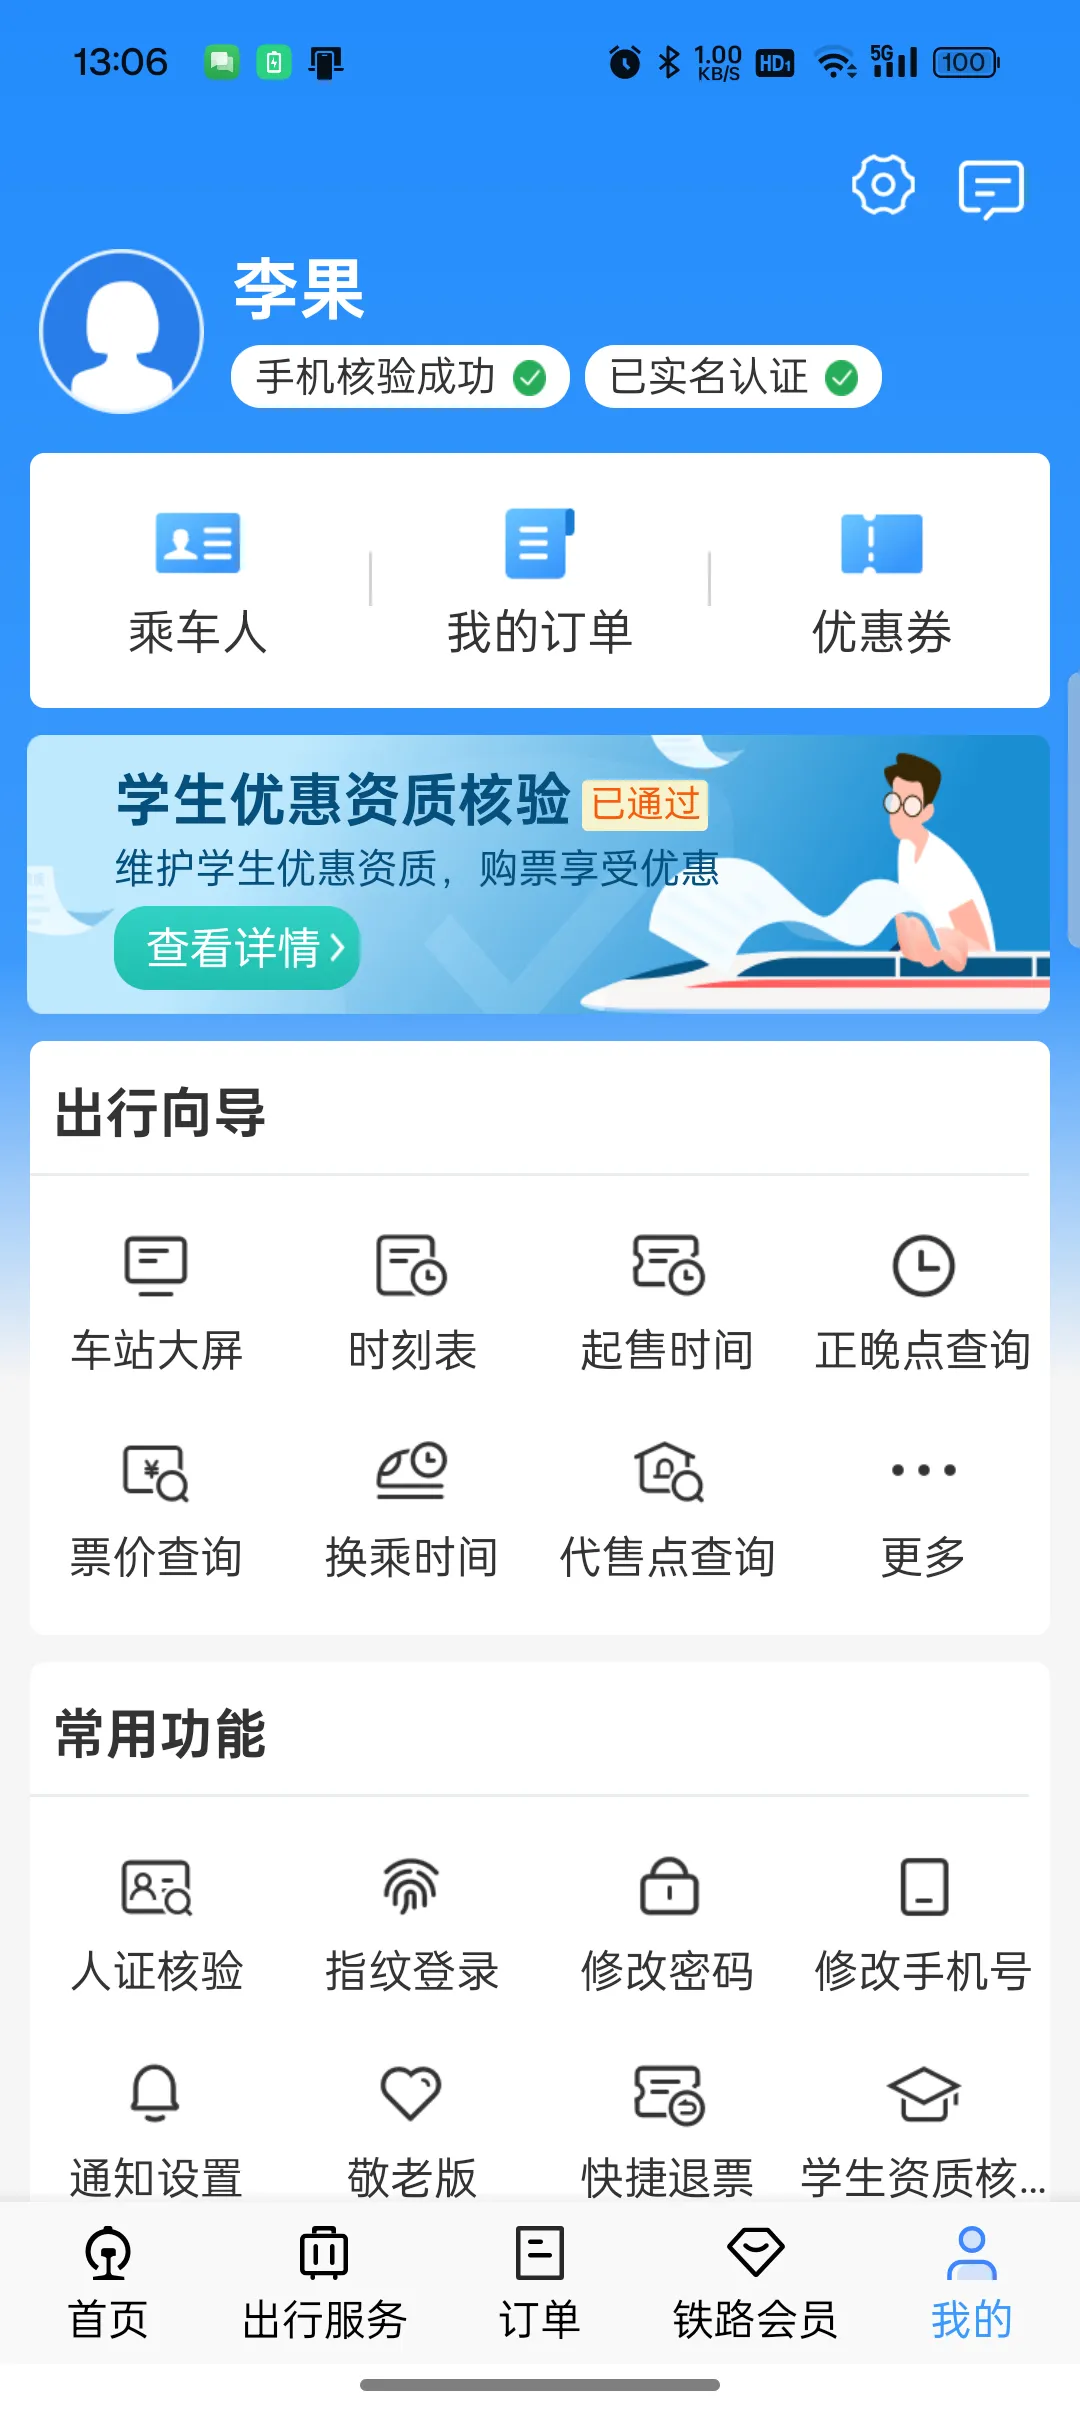 13:06
1.00 KB/S HD1 5G 100
李果
手机核验成功 已实名认证
乘车人 我的订单 优惠券
学生优惠资质核验 已通过
维护学生优惠资质，购票享受优惠
查看详情
出行向导
车站大屏 时刻表 起售时间 正晚点查询
¥
票价查询 换乘时间 代售点查询 更多
常用功能
人证核验 指纹登录 修改密码 修改手机号
通知设置 敬老版 快捷退票 学生资质核...
首页 出行服务 订单 铁路会员 我的